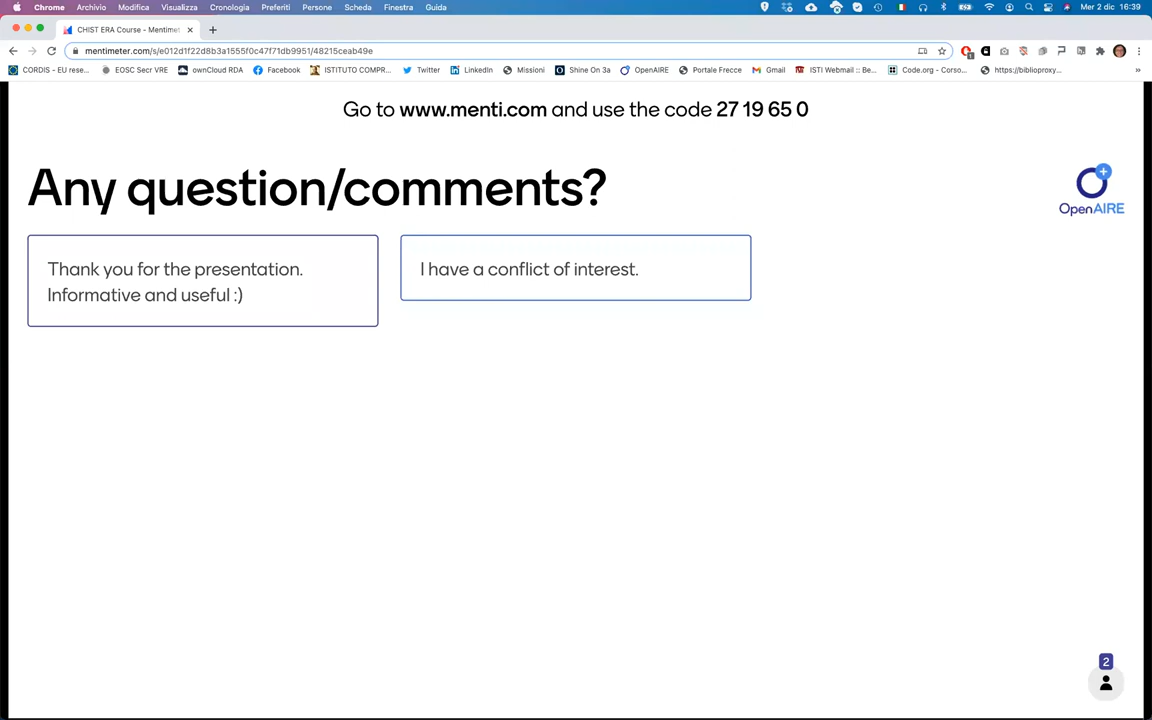 Chrome Archivio Modifica Visualizza Cronologia Preferiti Persone Scheda Finestra Guida Mer 2 dic 16:39
CHIST ERA Course - Mentimet
mentimeter.com/s/e012d1f22d8b3a1555f0c47f71db9951/48215ceab49e
CORDIS - EU rese... EOSC Secr VRE ownCloud RDA Facebook ISTITUTO COMPR... Twitter LinkedIn Missioni Shine On 3a OpenAIRE Portale Frecce Gmail ISTI Webmail :: Be... Code.org - Corso... https://biblioproxy... »
Go to www.menti.com and use the code 27 19 65 0
Any question/comments?
OpenAIRE
Thank you for the presentation.
Informative and useful :)
I have a conflict of interest.
2